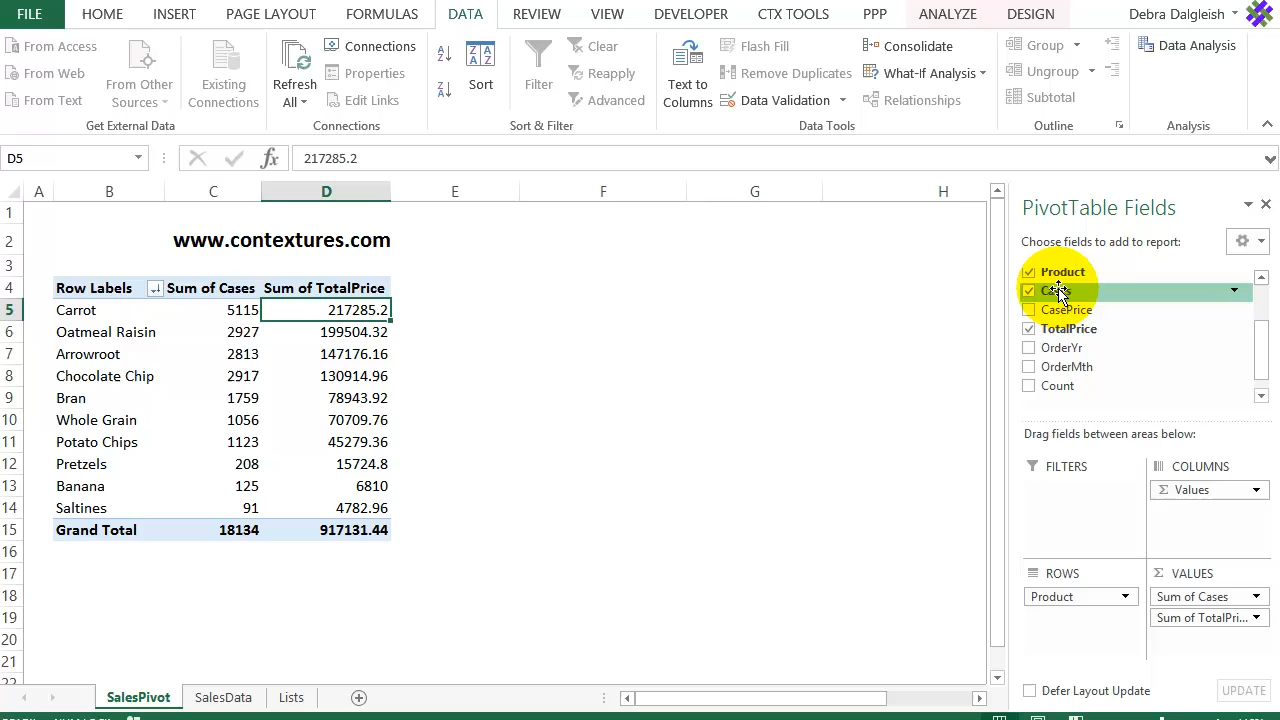 FILE HOME INSERT PAGE LAYOUT FORMULAS DATA REVIEW VIEW DEVELOPER CTX TOOLS PPP ANALYZE DESIGN Debra Dalgleish
From Access
From Web
From Text
From Other Sources
Existing Connections
Get External Data
Refresh All
Connections
Properties
Edit Links
Connections
A Z
Z A
Z A A Z
Sort
Filter
Clear
Reapply
Advanced
Sort & Filter
Text to Columns
Flash Fill
Remove Duplicates
Data Validation
Consolidate
What-If Analysis
Relationships
Data Tools
Group
Ungroup
Subtotal
Outline
Data Analysis
Analysis
D5 fx 217285.2
A B C D E F G H
1
2 www.contextures.com
3
4 Row Labels Sum of Cases Sum of TotalPrice
5 Carrot 5115 217285.2
6 Oatmeal Raisin 2927 199504.32
7 Arrowroot 2813 147176.16
8 Chocolate Chip 2917 130914.96
9 Bran 1759 78943.92
10 Whole Grain 1056 70709.76
11 Potato Chips 1123 45279.36
12 Pretzels 208 15724.8
13 Banana 125 6810
14 Saltines 91 4782.96
15 Grand Total 18134 917131.44
16
17
18
19
20
21
22
SalesPivot SalesData Lists
PivotTable Fields
Choose fields to add to report:
Product
Cases
CasePrice
TotalPrice
OrderYr
OrderMth
Count
Drag fields between areas below:
FILTERS
COLUMNS
Σ Values
ROWS
Product
Σ VALUES
Sum of Cases
Sum of TotalPri...
Defer Layout Update UPDATE